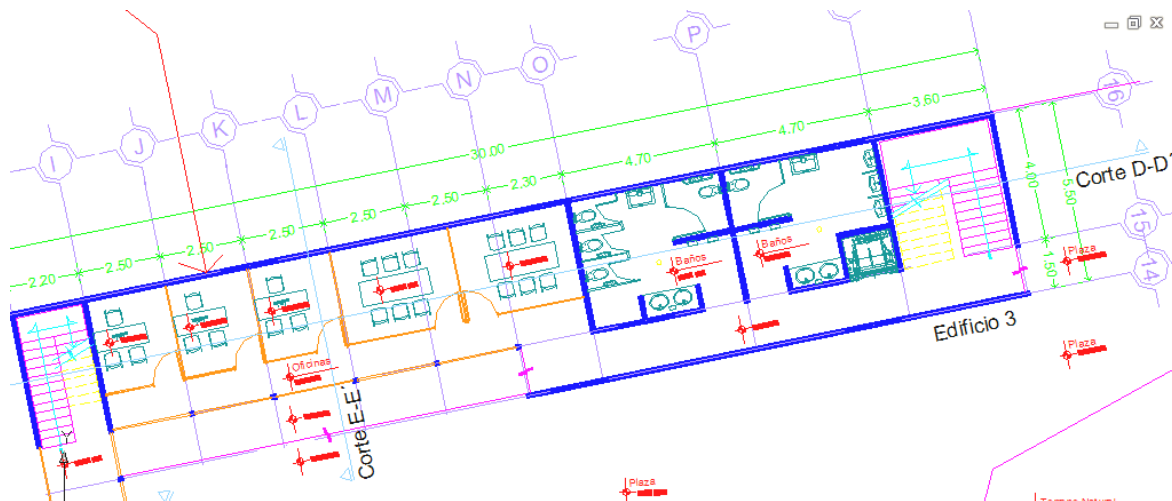 I
J
K
L
M
N
O
P
16
15
14
30.00
2.20
2.50
2.50
2.50
2.50
2.50
2.30
4.70
4.70
3.60
4.00
5.50
1.50
Corte D-D'
Corte E-E'
Edificio 3
Baños
Baños
Oficinas
Plaza
Plaza
Plaza
Y